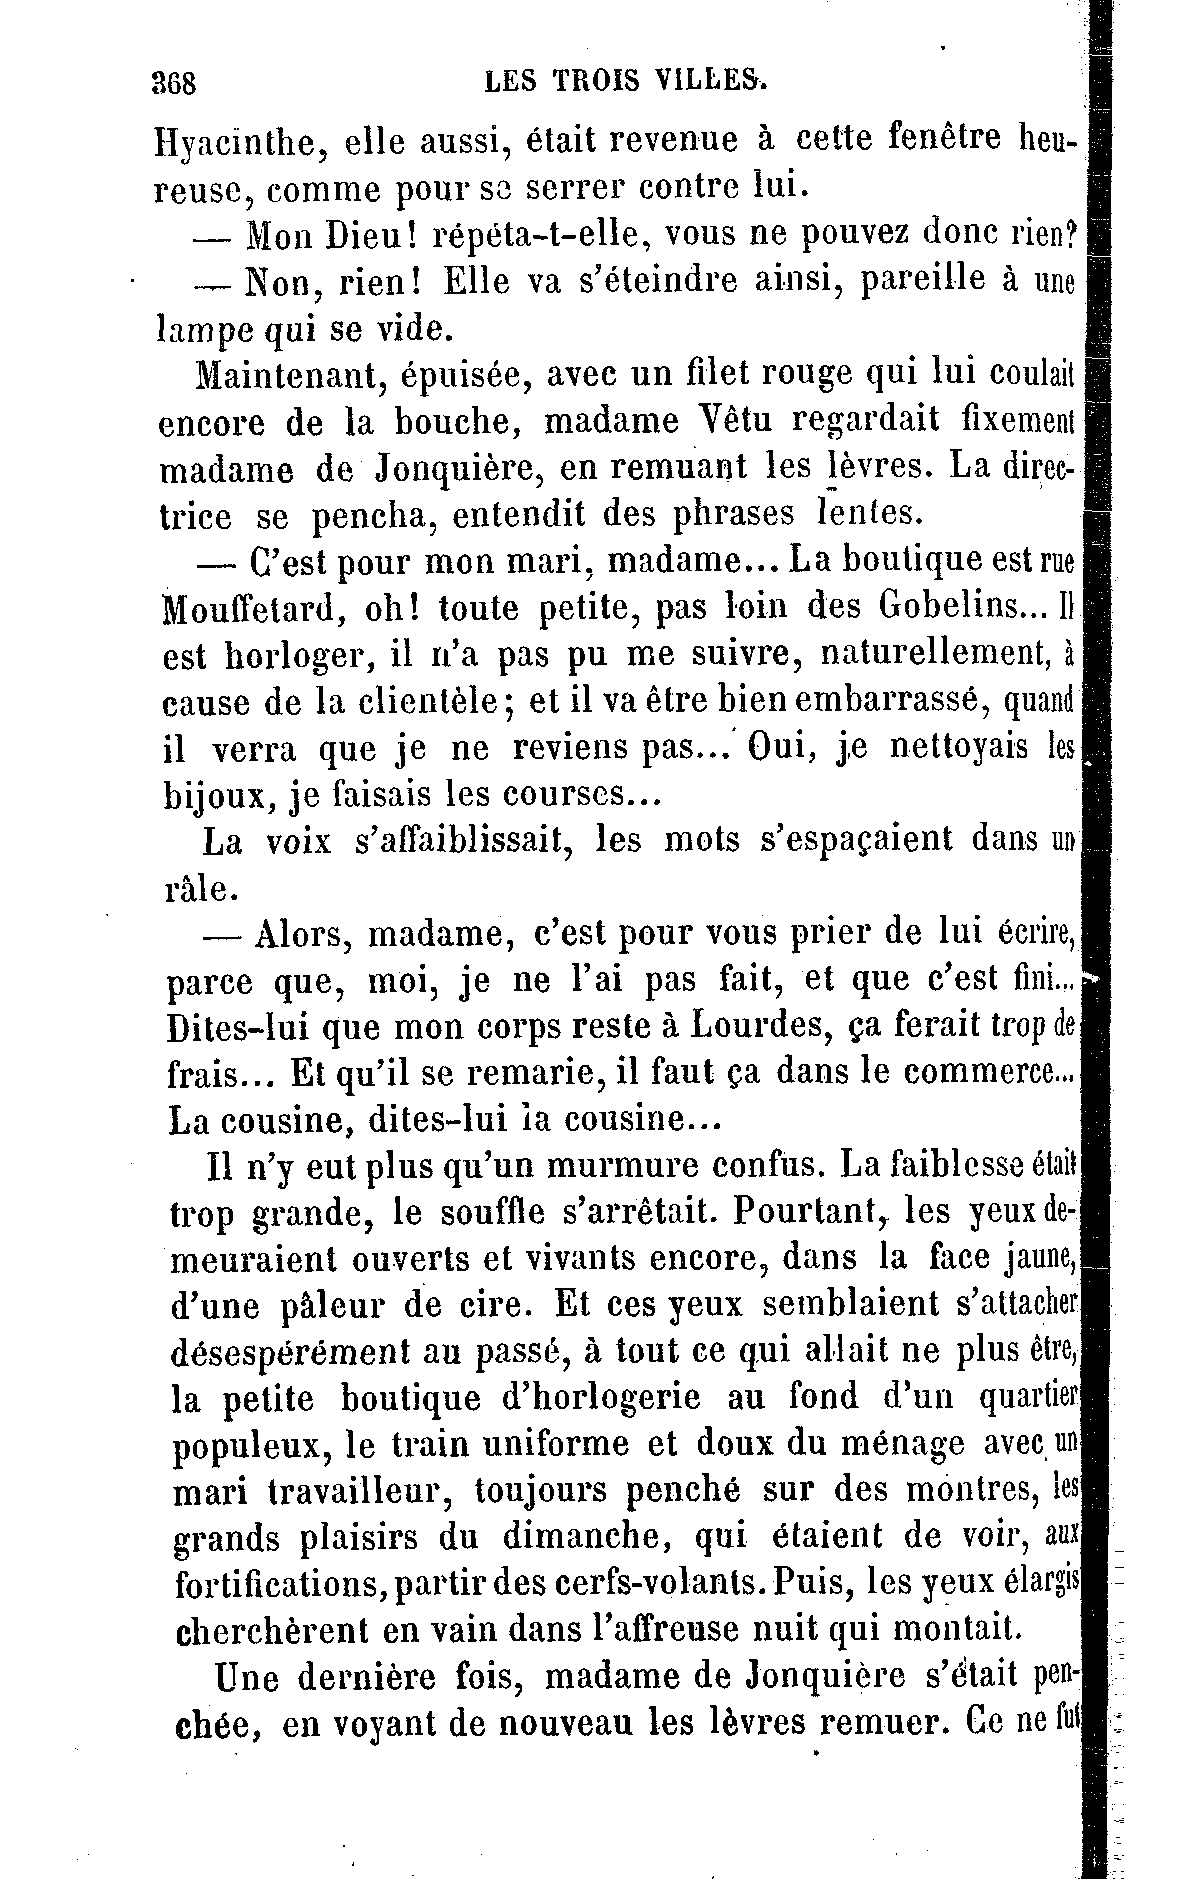 368 LES TROIS VILLES.
Hyacinthe, elle aussi, était revenue à cette fenêtre heu-
reuse, comme pour se serrer contre lui.
— Mon Dieu! répéta-t-elle, vous ne pouvez donc rien?
— Non, rien! Elle va s'éteindre ainsi, pareille à une
lampe qui se vide.
Maintenant, épuisée, avec un filet rouge qui lui coulait
encore de la bouche, madame Vêtu regardait fixement
madame de Jonquière, en remuant les lèvres. La direc-
trice se pencha, entendit des phrases lentes.
— C'est pour mon mari, madame... La boutique est rue
Mouffetard, oh! toute petite, pas loin des Gobelins... Il
est horloger, il n'a pas pu me suivre, naturellement, à
cause de la clientèle; et il va être bien embarrassé, quand
il verra que je ne reviens pas... Oui, je nettoyais les
bijoux, je faisais les courses...
La voix s'affaiblissait, les mots s'espaçaient dans un
râle.
— Alors, madame, c'est pour vous prier de lui écrire,
parce que, moi, je ne l'ai pas fait, et que c'est fini...
Dites-lui que mon corps reste à Lourdes, ça ferait trop de
frais... Et qu'il se remarie, il faut ça dans le commerce...
La cousine, dites-lui la cousine...
Il n'y eut plus qu'un murmure confus. La faiblesse était
trop grande, le souffle s'arrêtait. Pourtant, les yeux de-
meuraient ouverts et vivants encore, dans la face jaune,
d'une pâleur de cire. Et ces yeux semblaient s'attacher
désespérément au passé, à tout ce qui allait ne plus être,
la petite boutique d'horlogerie au fond d'un quartier
populeux, le train uniforme et doux du ménage avec un
mari travailleur, toujours penché sur des montres, les
grands plaisirs du dimanche, qui étaient de voir, aux
fortifications, partir des cerfs-volants. Puis, les yeux élargis
cherchèrent en vain dans l'affreuse nuit qui montait.
Une dernière fois, madame de Jonquière s'était pen-
chée, en voyant de nouveau les lèvres remuer. Ce ne fut